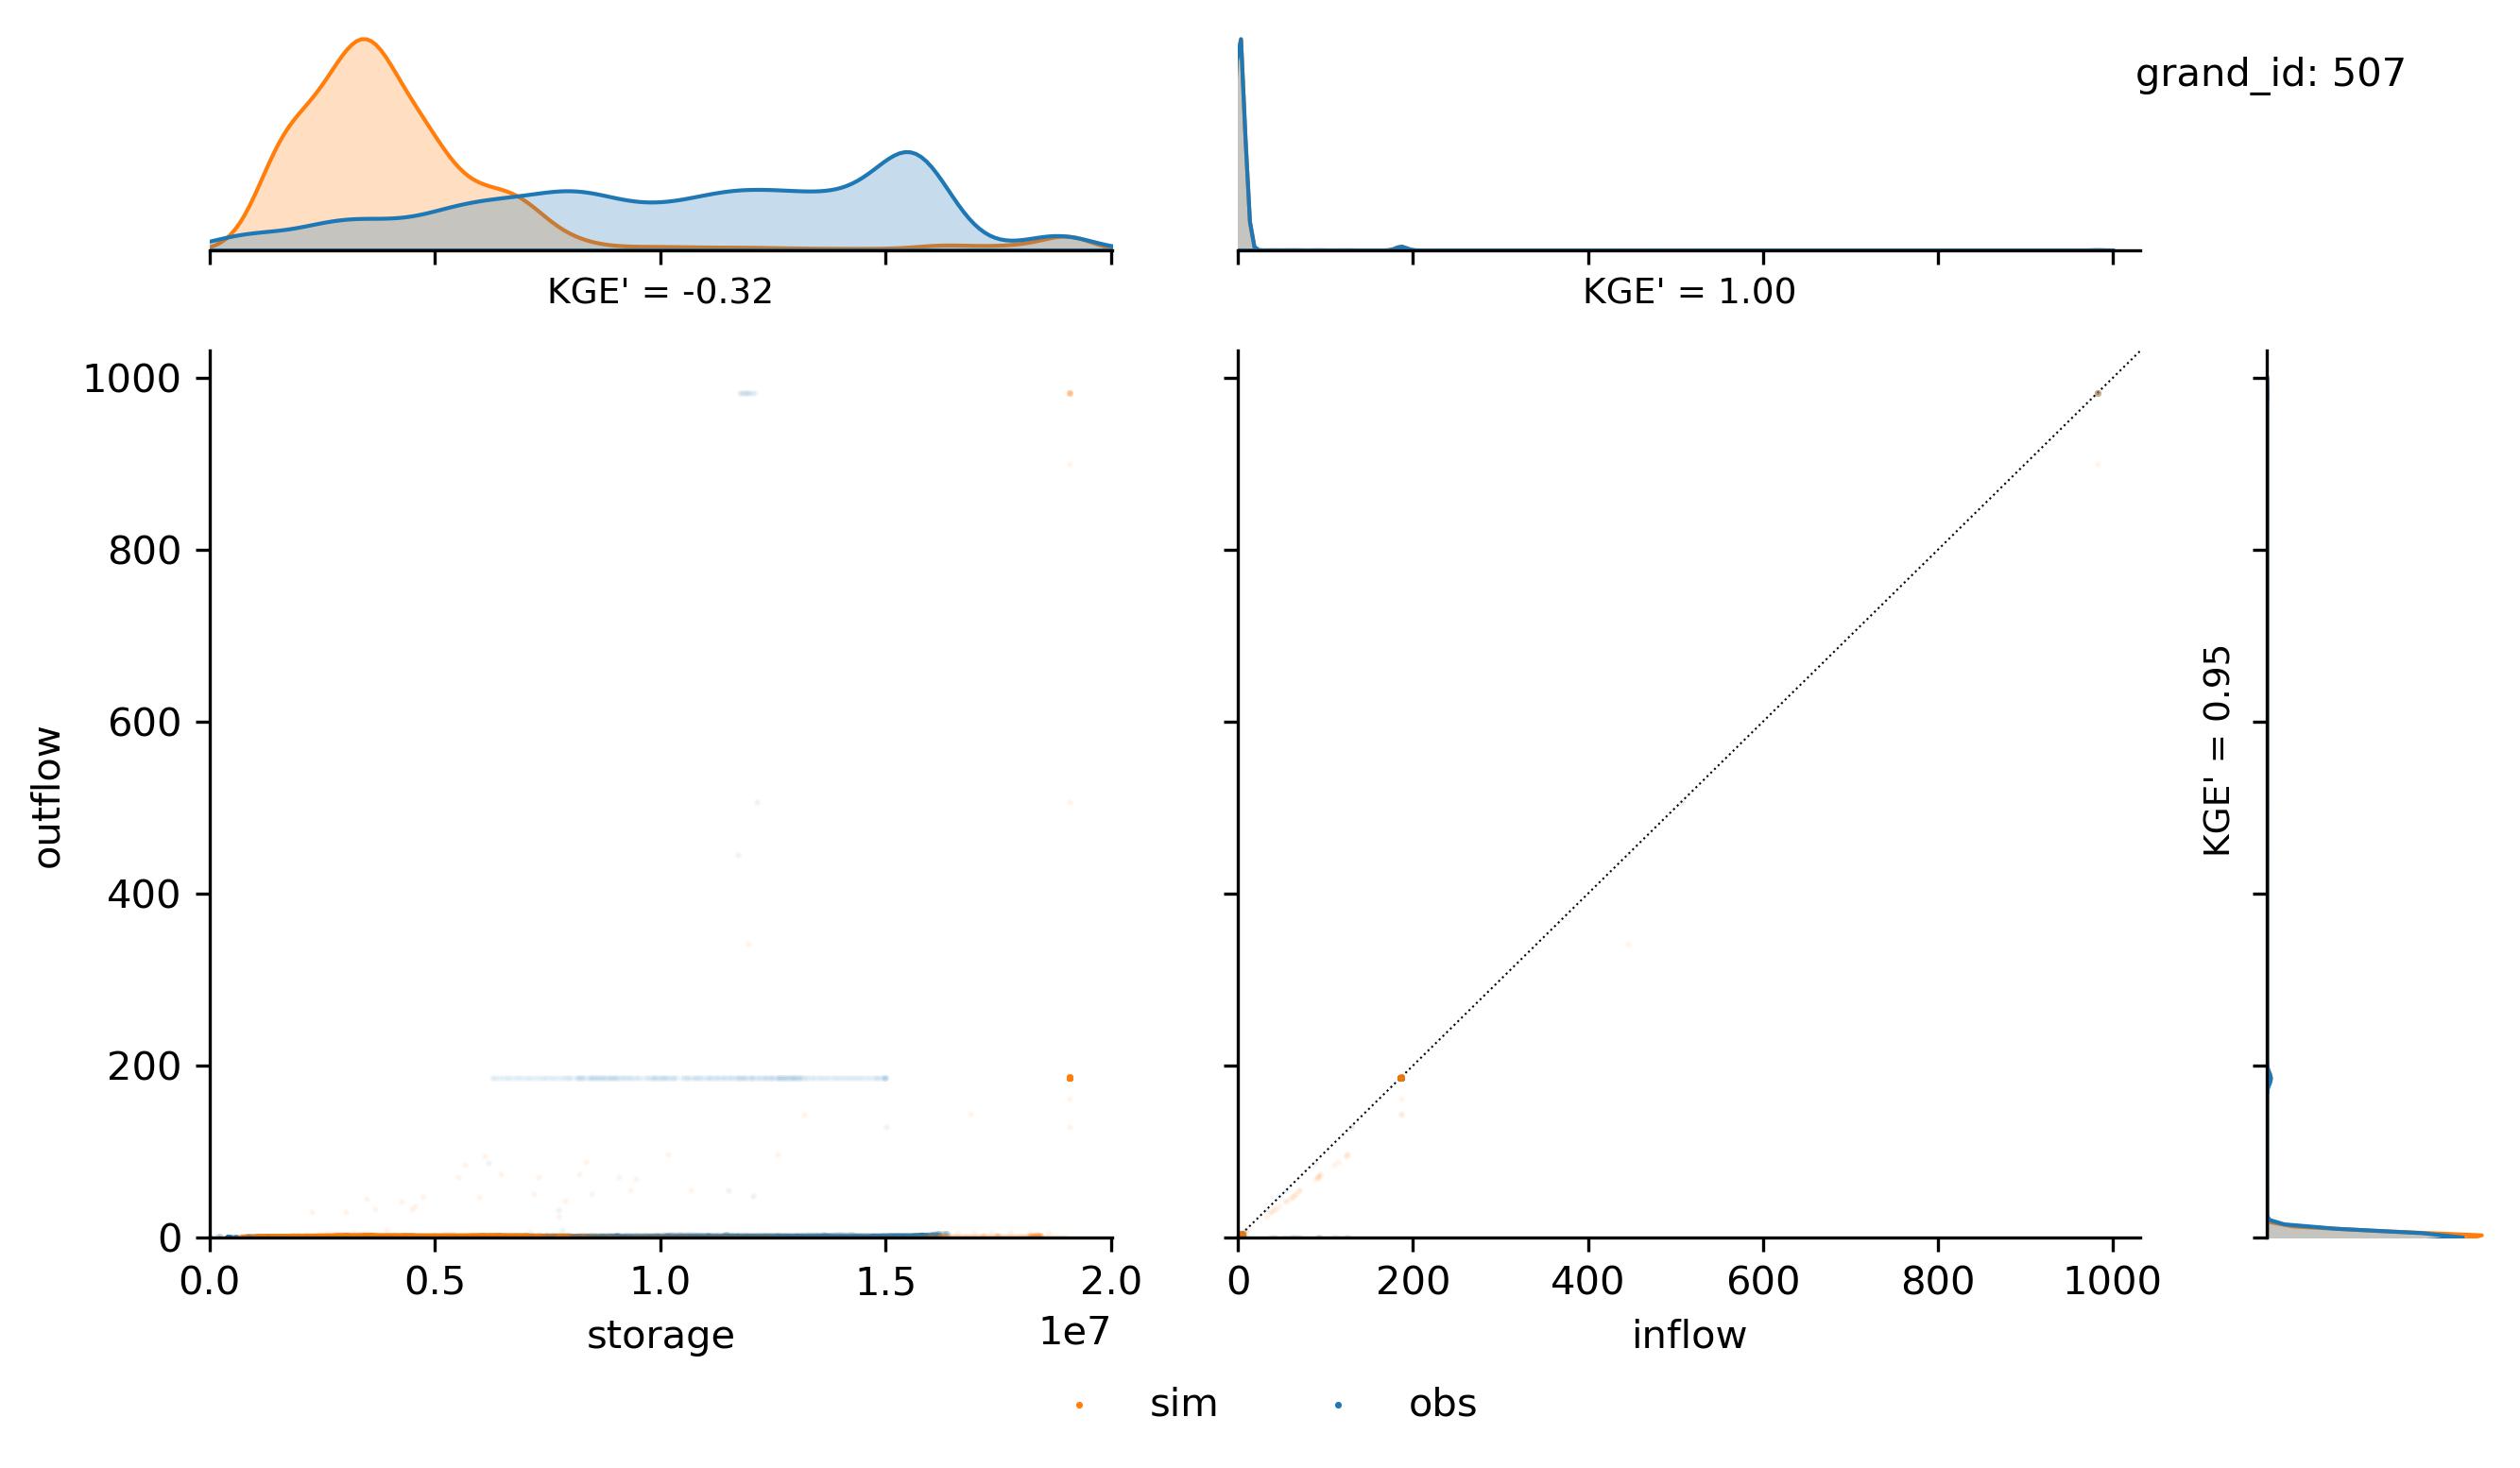 grand_id: 507
KGE' = -0.32
KGE' = 1.00
1000
800
600
400
200
0
outflow
KGE' = 0.95
0.0 0.5 1.0 1.5 2.0
0 200 400 600 800 1000
storage
1e7
inflow
sim obs